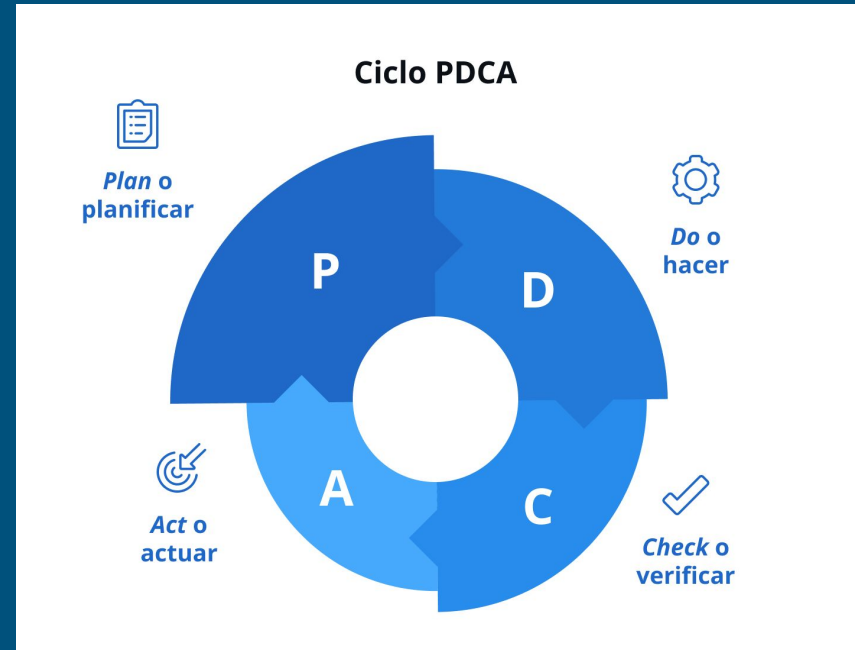 Ciclo PDCA
Plan o
planificar
Do o
hacer
P
D
A
C
Act o
actuar
Check o
verificar